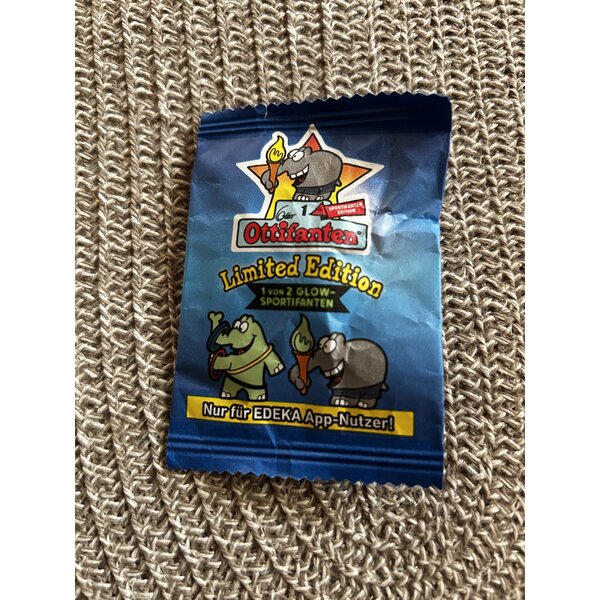 1
SPORTIFANTEN
EDITION
Otto
Ottifanten
Limited Edition
1 VON 2 GLOW-
SPORTIFANTEN
Nur für EDEKA App-Nutzer!